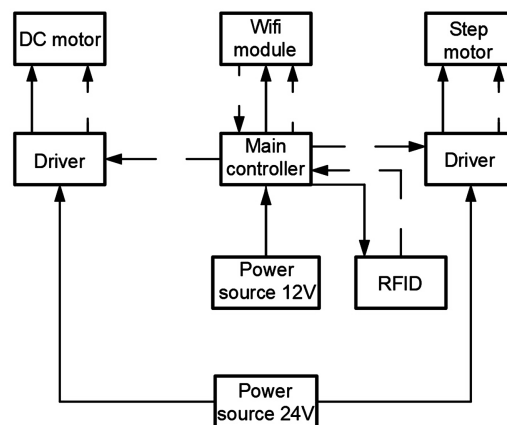 DC motor
Wifi
module
Step
motor
Driver
Main
controller
Driver
Power
source 12V
RFID
Power
source 24V